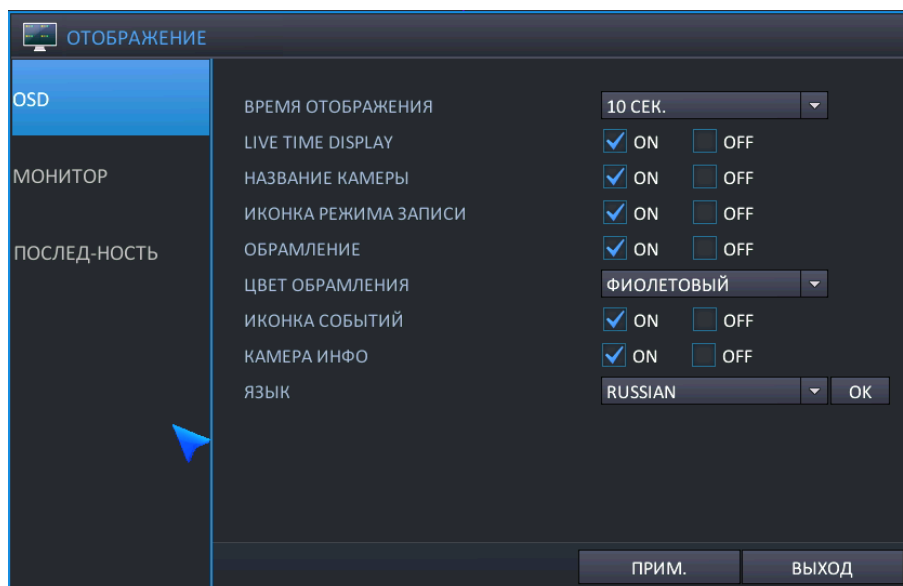 ОТОБРАЖЕНИЕ
OSD
МОНИТОР
ПОСЛЕД-НОСТЬ
ВРЕМЯ ОТОБРАЖЕНИЯ 10 СЕК.
LIVE TIME DISPLAY ON OFF
НАЗВАНИЕ КАМЕРЫ ON OFF
ИКОНКА РЕЖИМА ЗАПИСИ ON OFF
ОБРАМЛЕНИЕ ON OFF
ЦВЕТ ОБРАМЛЕНИЯ ФИОЛЕТОВЫЙ
ИКОНКА СОБЫТИЙ ON OFF
КАМЕРА ИНФО ON OFF
ЯЗЫК RUSSIAN OK
ПРИМ. ВЫХОД